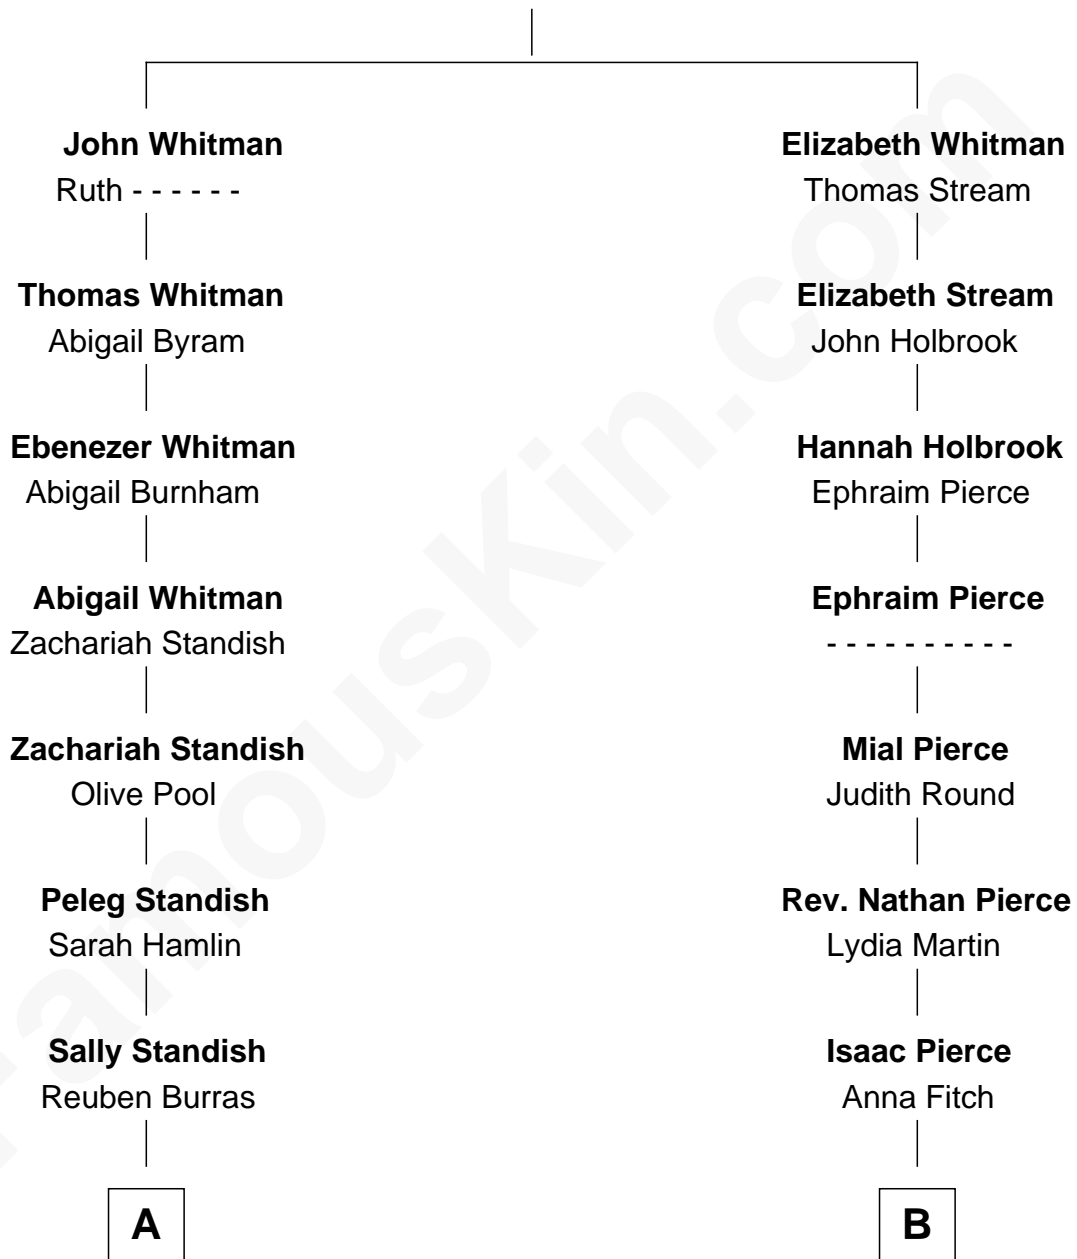 John Whitman
Ruth - - - - - -
Thomas Whitman
Abigail Byram
Ebenezer Whitman
Abigail Burnham
Abigail Whitman
Zachariah Standish
Zachariah Standish
Olive Pool
Peleg Standish
Sarah Hamlin
Sally Standish
Reuben Burras
A
Elizabeth Whitman
Thomas Stream
Elizabeth Stream
John Holbrook
Hannah Holbrook
Ephraim Pierce
Ephraim Pierce
- - - - - - - - - -
Mial Pierce
Judith Round
Rev. Nathan Pierce
Lydia Martin
Isaac Pierce
Anna Fitch
B
FamousKin.com